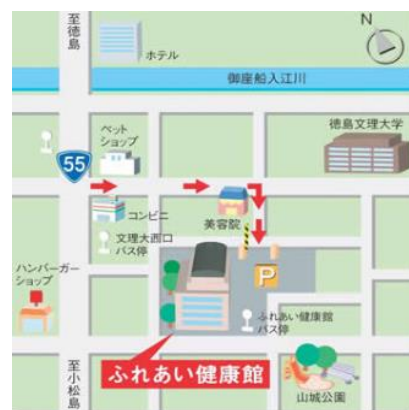 至徳島
N
ホテル
御座船入江川
徳島文理大学
ペット
ショップ
55
コンビニ
美容院
文理大西口
バス停
P
ハンバーガー
ショップ
ふれあい健康館
バス停
ふれあい健康館
至小松島
山城公園